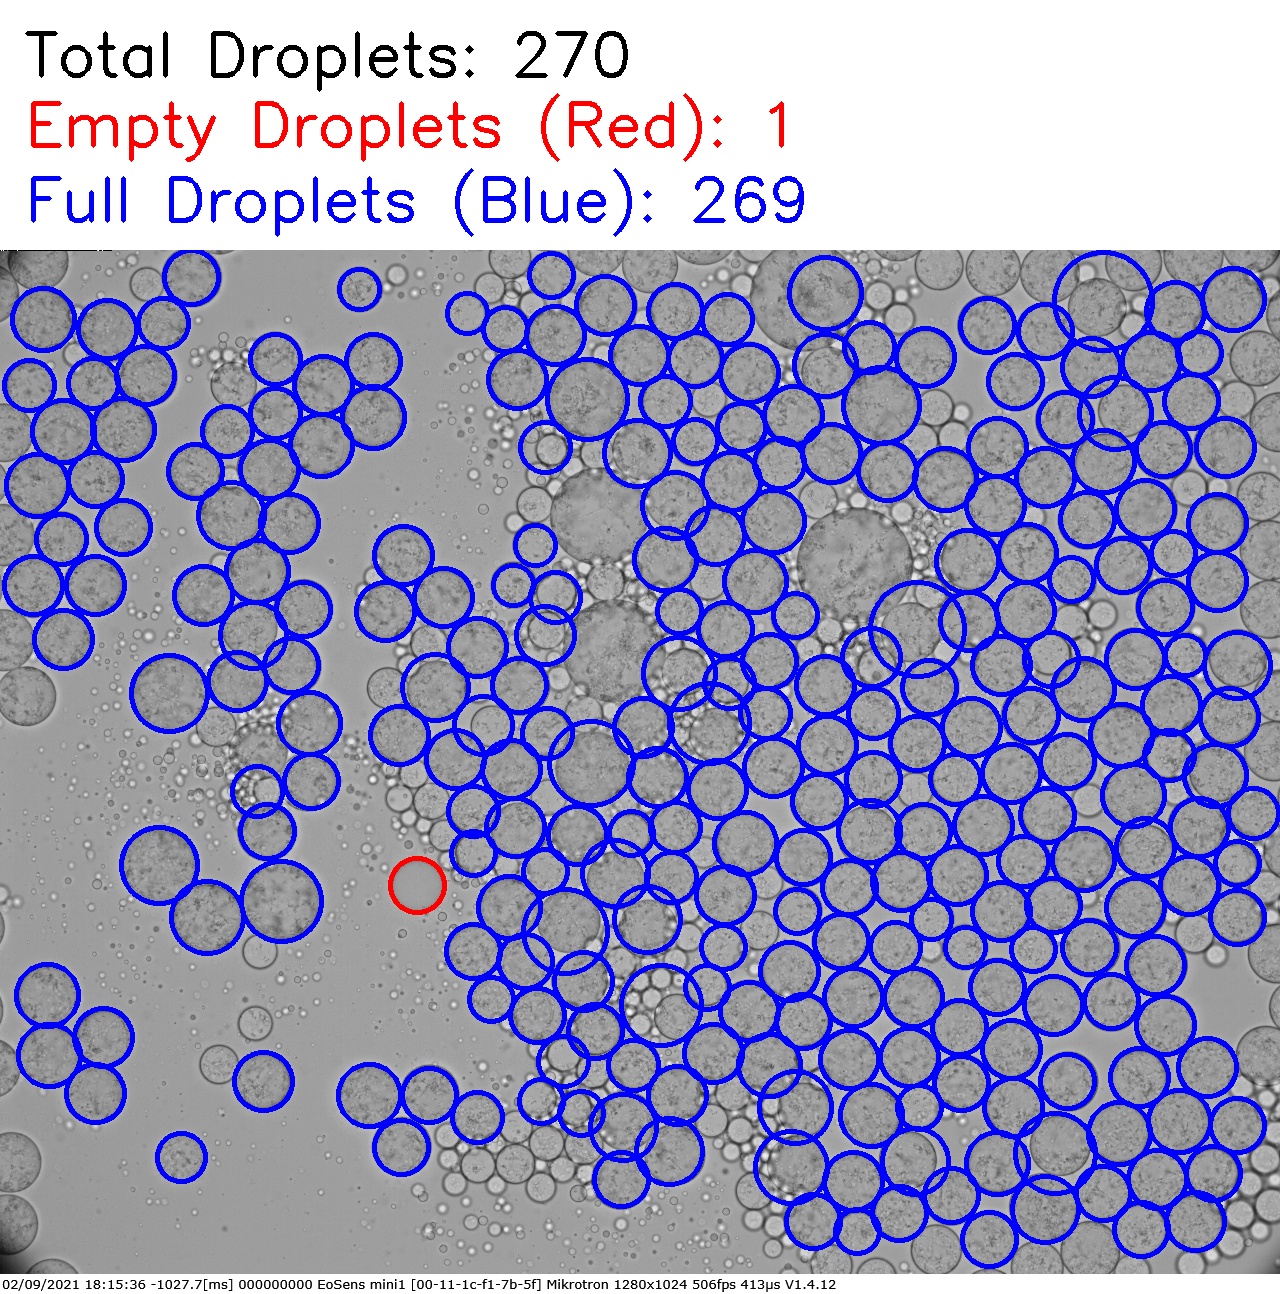 Total Droplets: 270
Empty Droplets (Red): 1
Full Droplets (Blue): 269
02/09/2021 18:15:36 -1027.7[ms] 000000000 EoSens mini1 [00-11-1c-f1-7b-5f] Mikrotron 1280x1024 506fps 413µs V1.4.12